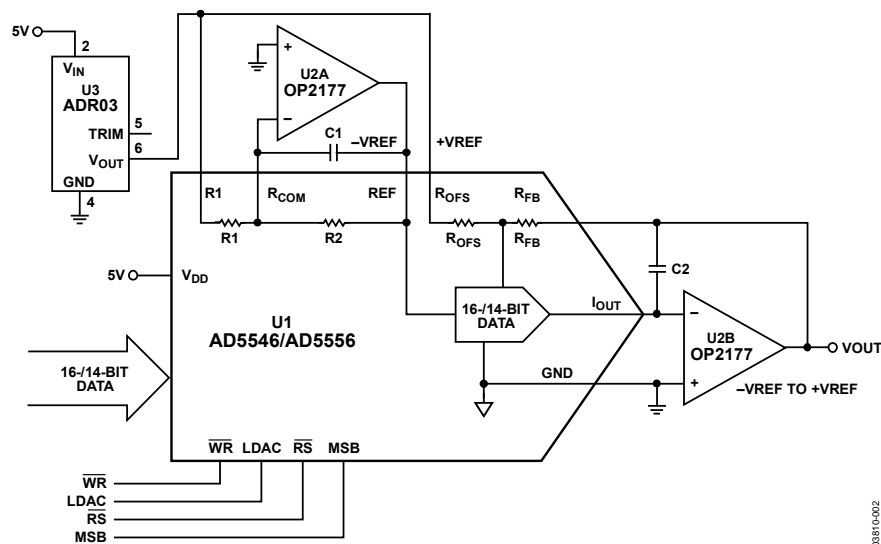 5V
2
VIN
U3
ADR03
TRIM
5
VOUT
6
GND
4
+
U2A
OP2177
–
C1
–VREF
+VREF
R1
RCOM
REF
ROFS
RFB
R1
R2
ROFS
RFB
5V
VDD
U1
AD5546/AD5556
16-/14-BIT
DATA
16-/14-BIT
DATA
IOUT
GND
C2
–
U2B
OP2177
+
VOUT
–VREF TO +VREF
WR LDAC RS MSB
WR
LDAC
RS
MSB
03810-002